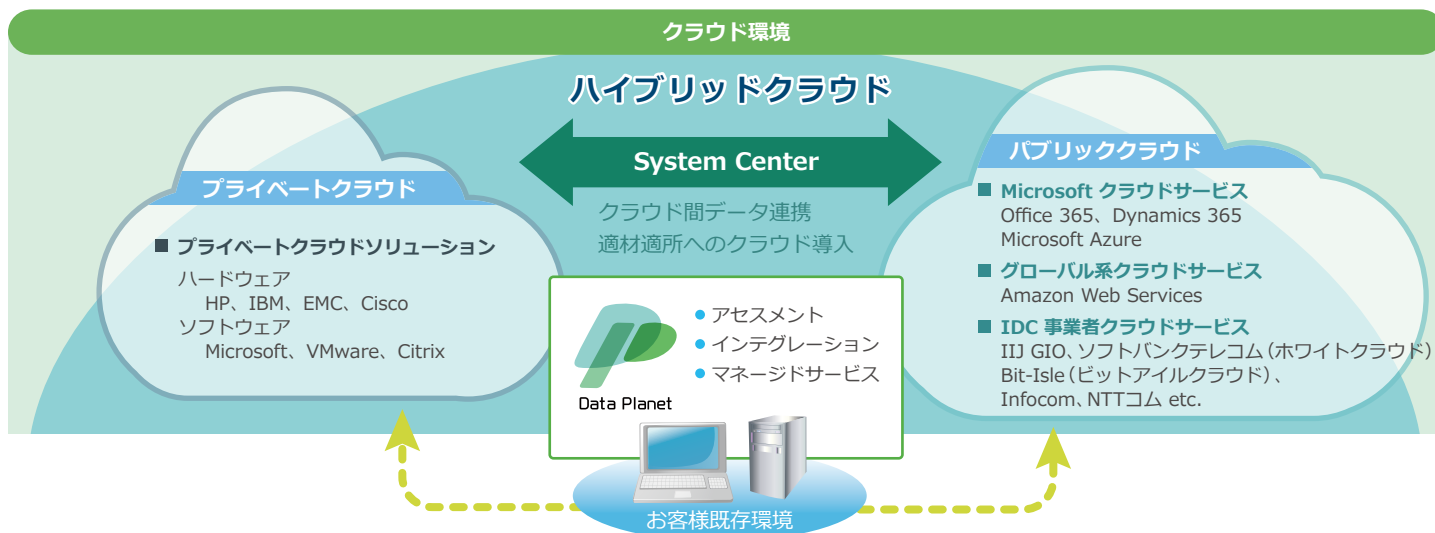 クラウド環境
ハイブリッドクラウド
System Center
クラウド間データ連携
適材適所へのクラウド導入
プライベートクラウド
■ プライベートクラウドソリューション
ハードウェア
HP、IBM、EMC、Cisco
ソフトウェア
Microsoft、VMware、Citrix
パブリッククラウド
■ Microsoft クラウドサービス
Office 365、Dynamics 365
Microsoft Azure
■ グローバル系クラウドサービス
Amazon Web Services
■ IDC 事業者クラウドサービス
IIJ GIO、ソフトバンクテレコム（ホワイトクラウド）
Bit-Isle（ビットアイルクラウド）、
Infocom、NTTコム etc.
Data Planet
● アセスメント
● インテグレーション
● マネージドサービス
お客様既存環境